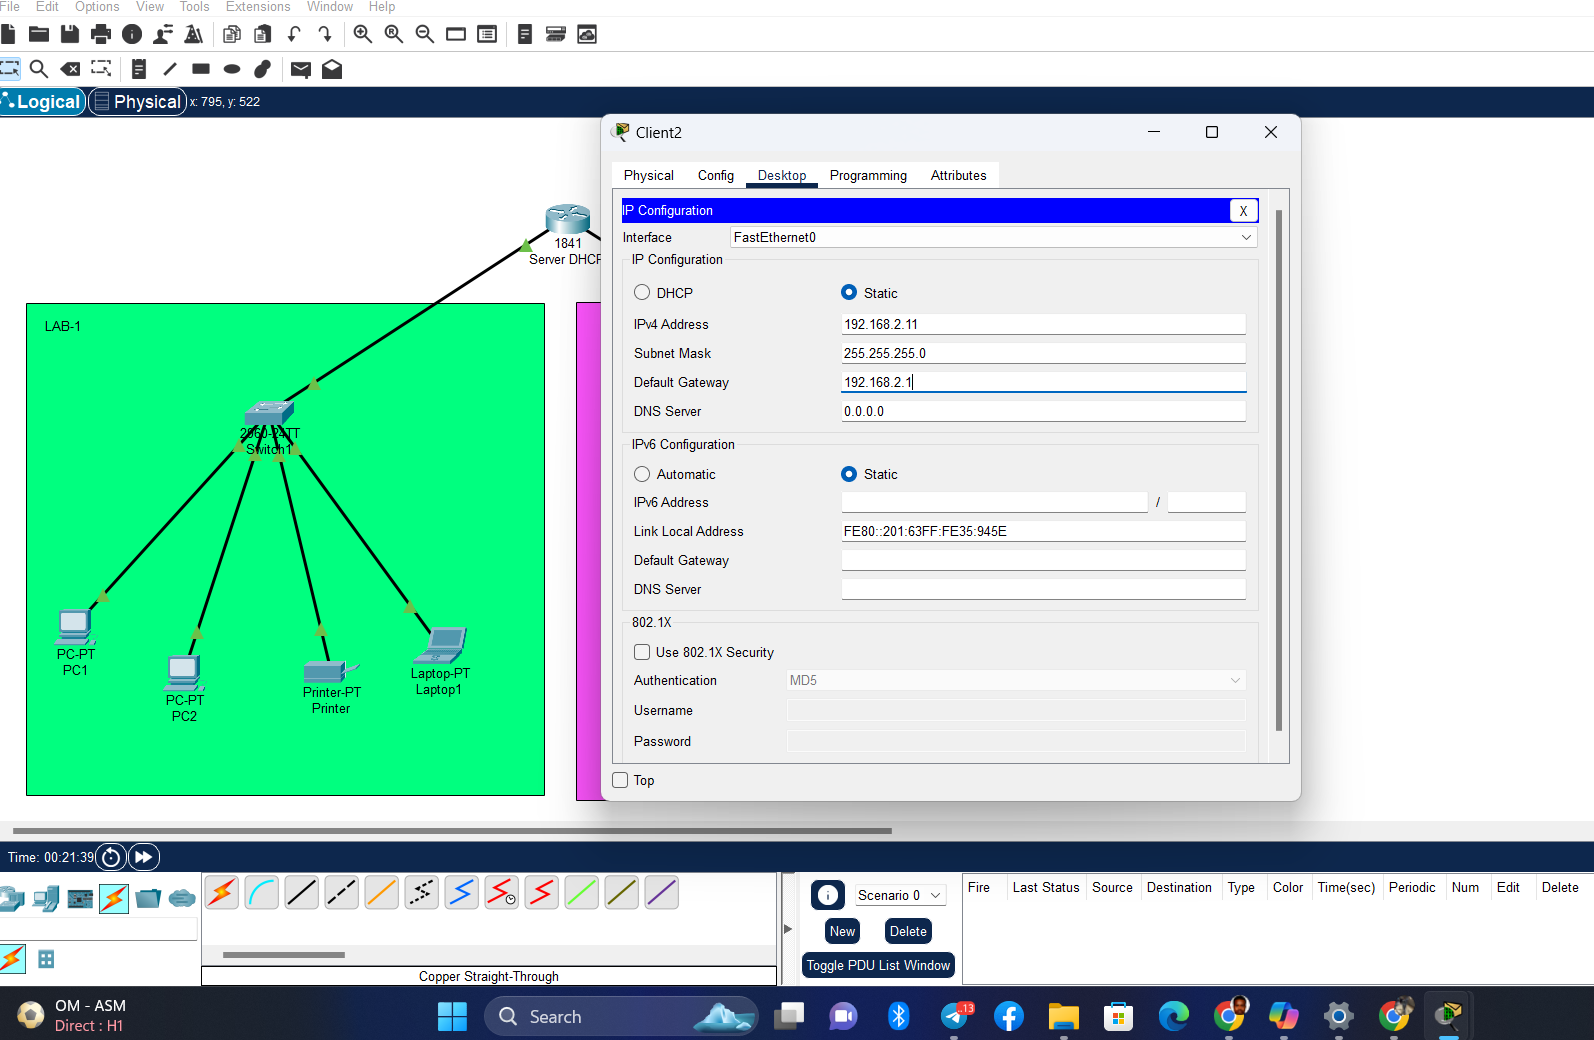 File Edit Options View Tools Extensions Window Help
Logical Physical x: 795, y: 522
Client2
Physical Config Desktop Programming Attributes
IP Configuration X
Interface FastEthernet0
IP Configuration
DHCP Static
IPv4 Address 192.168.2.11
Subnet Mask 255.255.255.0
Default Gateway 192.168.2.1
DNS Server 0.0.0.0
IPv6 Configuration
Automatic Static
IPv6 Address /
Link Local Address FE80::201:63FF:FE35:945E
Default Gateway
DNS Server
802.1X
Use 802.1X Security
Authentication MD5
Username
Password
Top
1841
Server DHCP
LAB-1
2960-24TT
Switch1
PC-PT
PC1
PC-PT
PC2
Printer-PT
Printer
Laptop-PT
Laptop1
Time: 00:21:39
Scenario 0
New Delete
Toggle PDU List Window
Fire Last Status Source Destination Type Color Time(sec) Periodic Num Edit Delete
Copper Straight-Through
OM - ASM
Direct : H1
Search
13